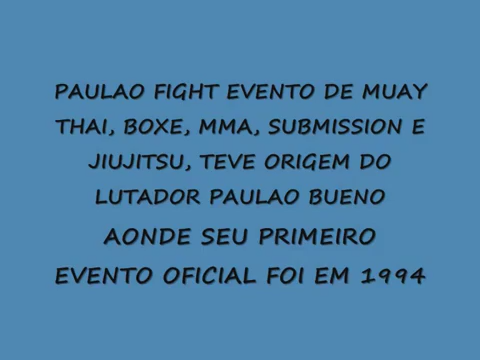 PAULAO FIGHT EVENTO DE MUAY
THAI, BOXE, MMA, SUBMISSION E
JIUJITSU, TEVE ORIGEM DO
LUTADOR PAULAO BUENO
AONDE SEU PRIMEIRO
EVENTO OFICIAL FOI EM 1994